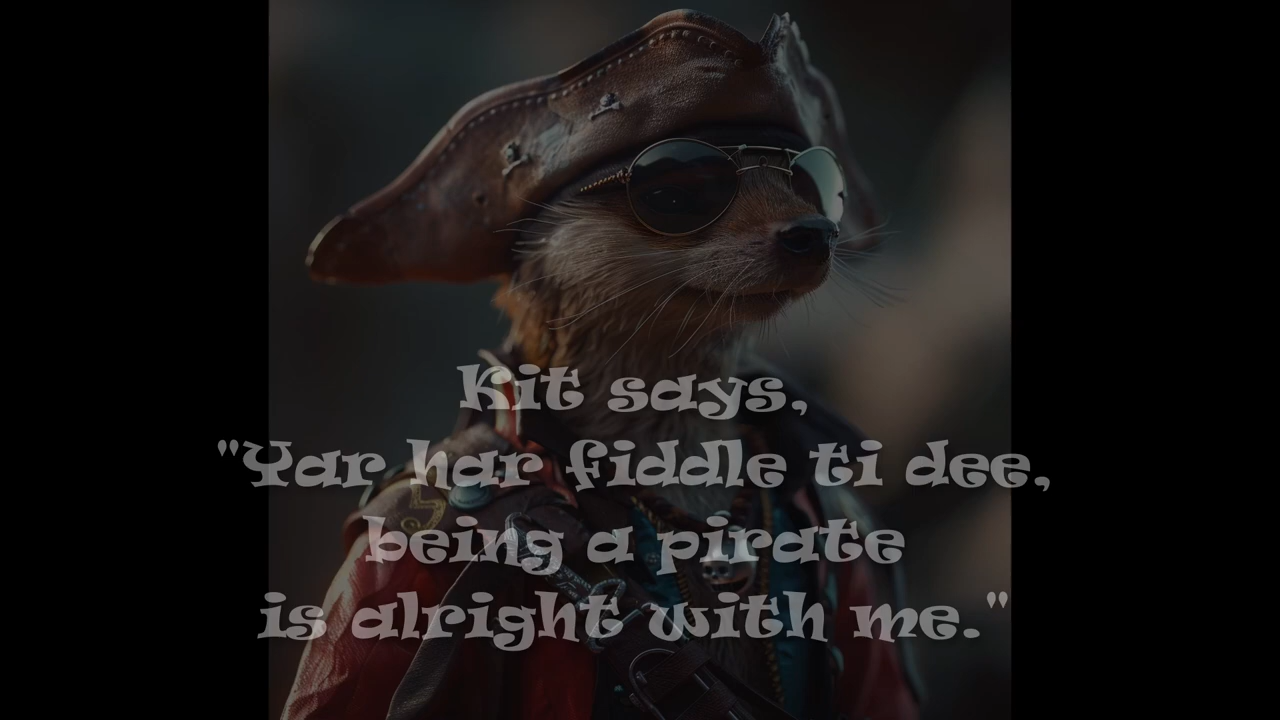 Kit says,
"Yar har fiddle ti dee,
being a pirate
is alright with me."